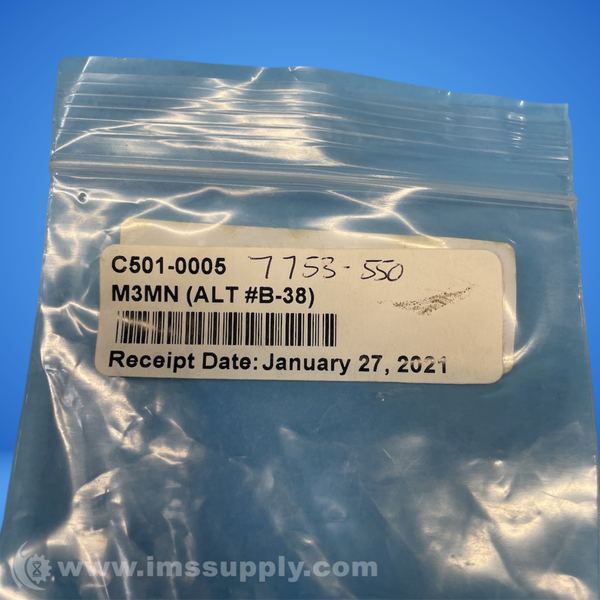 C501-0005 7753-550
M3MN (ALT #B-38)
Receipt Date: January 27, 2021
www.imssupply.com